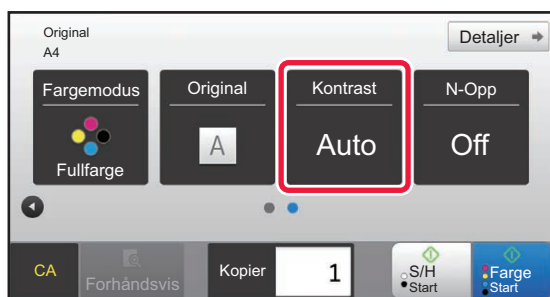 Original
A4
Detaljer
Fargemodus
Fullfarge
Original
A
Kontrast
Auto
N-Opp
Off
CA
Forhåndsvis
Kopier
1
S/H
Start
Farge
Start